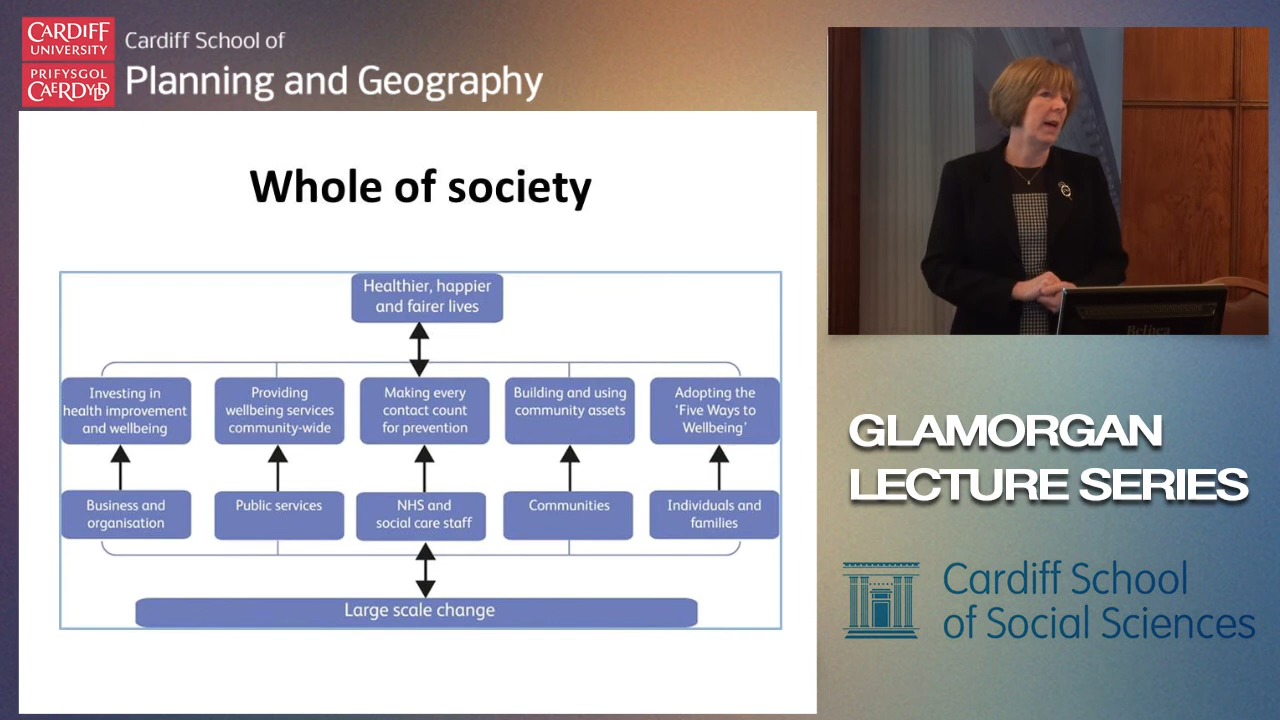 CARDIFF
UNIVERSITY
PRIFYSGOL
CAERDYDD
Cardiff School of
Planning and Geography
Whole of society
Healthier, happier
and fairer lives
Investing in
health improvement
and wellbeing
Providing
wellbeing services
community-wide
Making every
contact count
for prevention
Building and using
community assets
Adopting the
‘Five Ways to
Wellbeing’
Business and
organisation
Public services
NHS and
social care staff
Communities
Individuals and
families
Large scale change
GLAMORGAN
LECTURE SERIES
Cardiff School
of Social Sciences